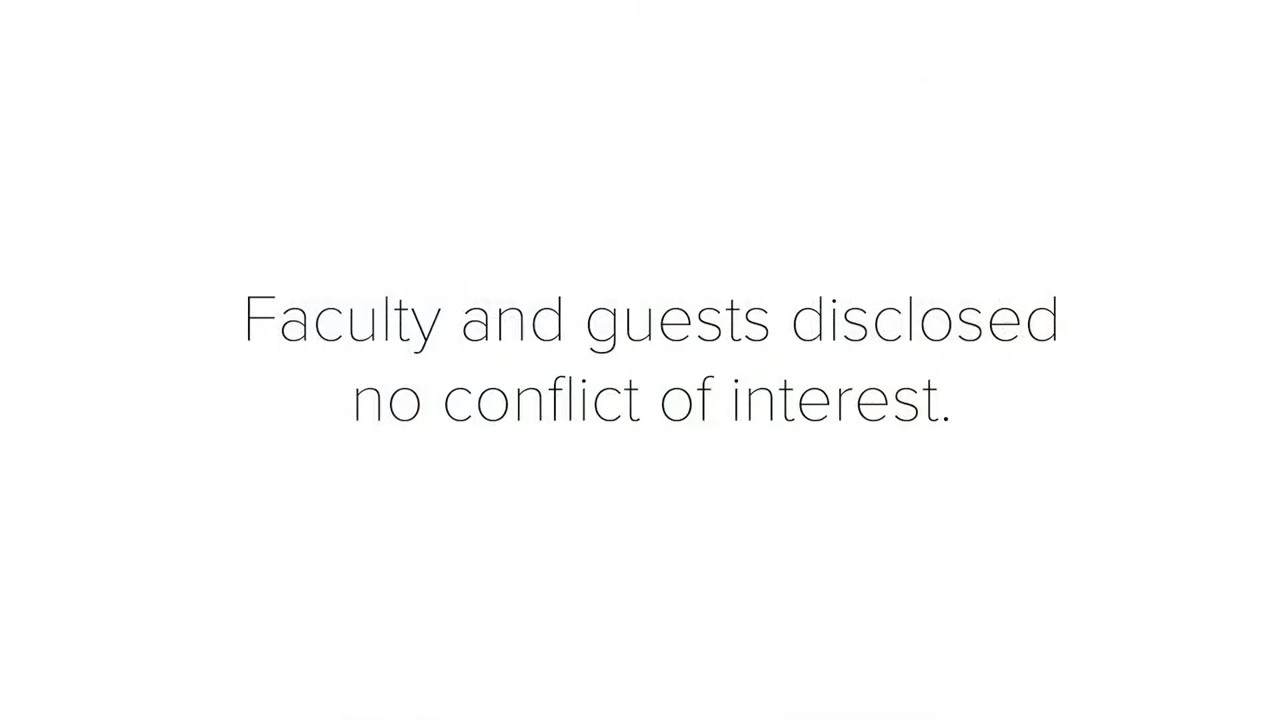 Faculty and guests disclosed
no conflict of interest.